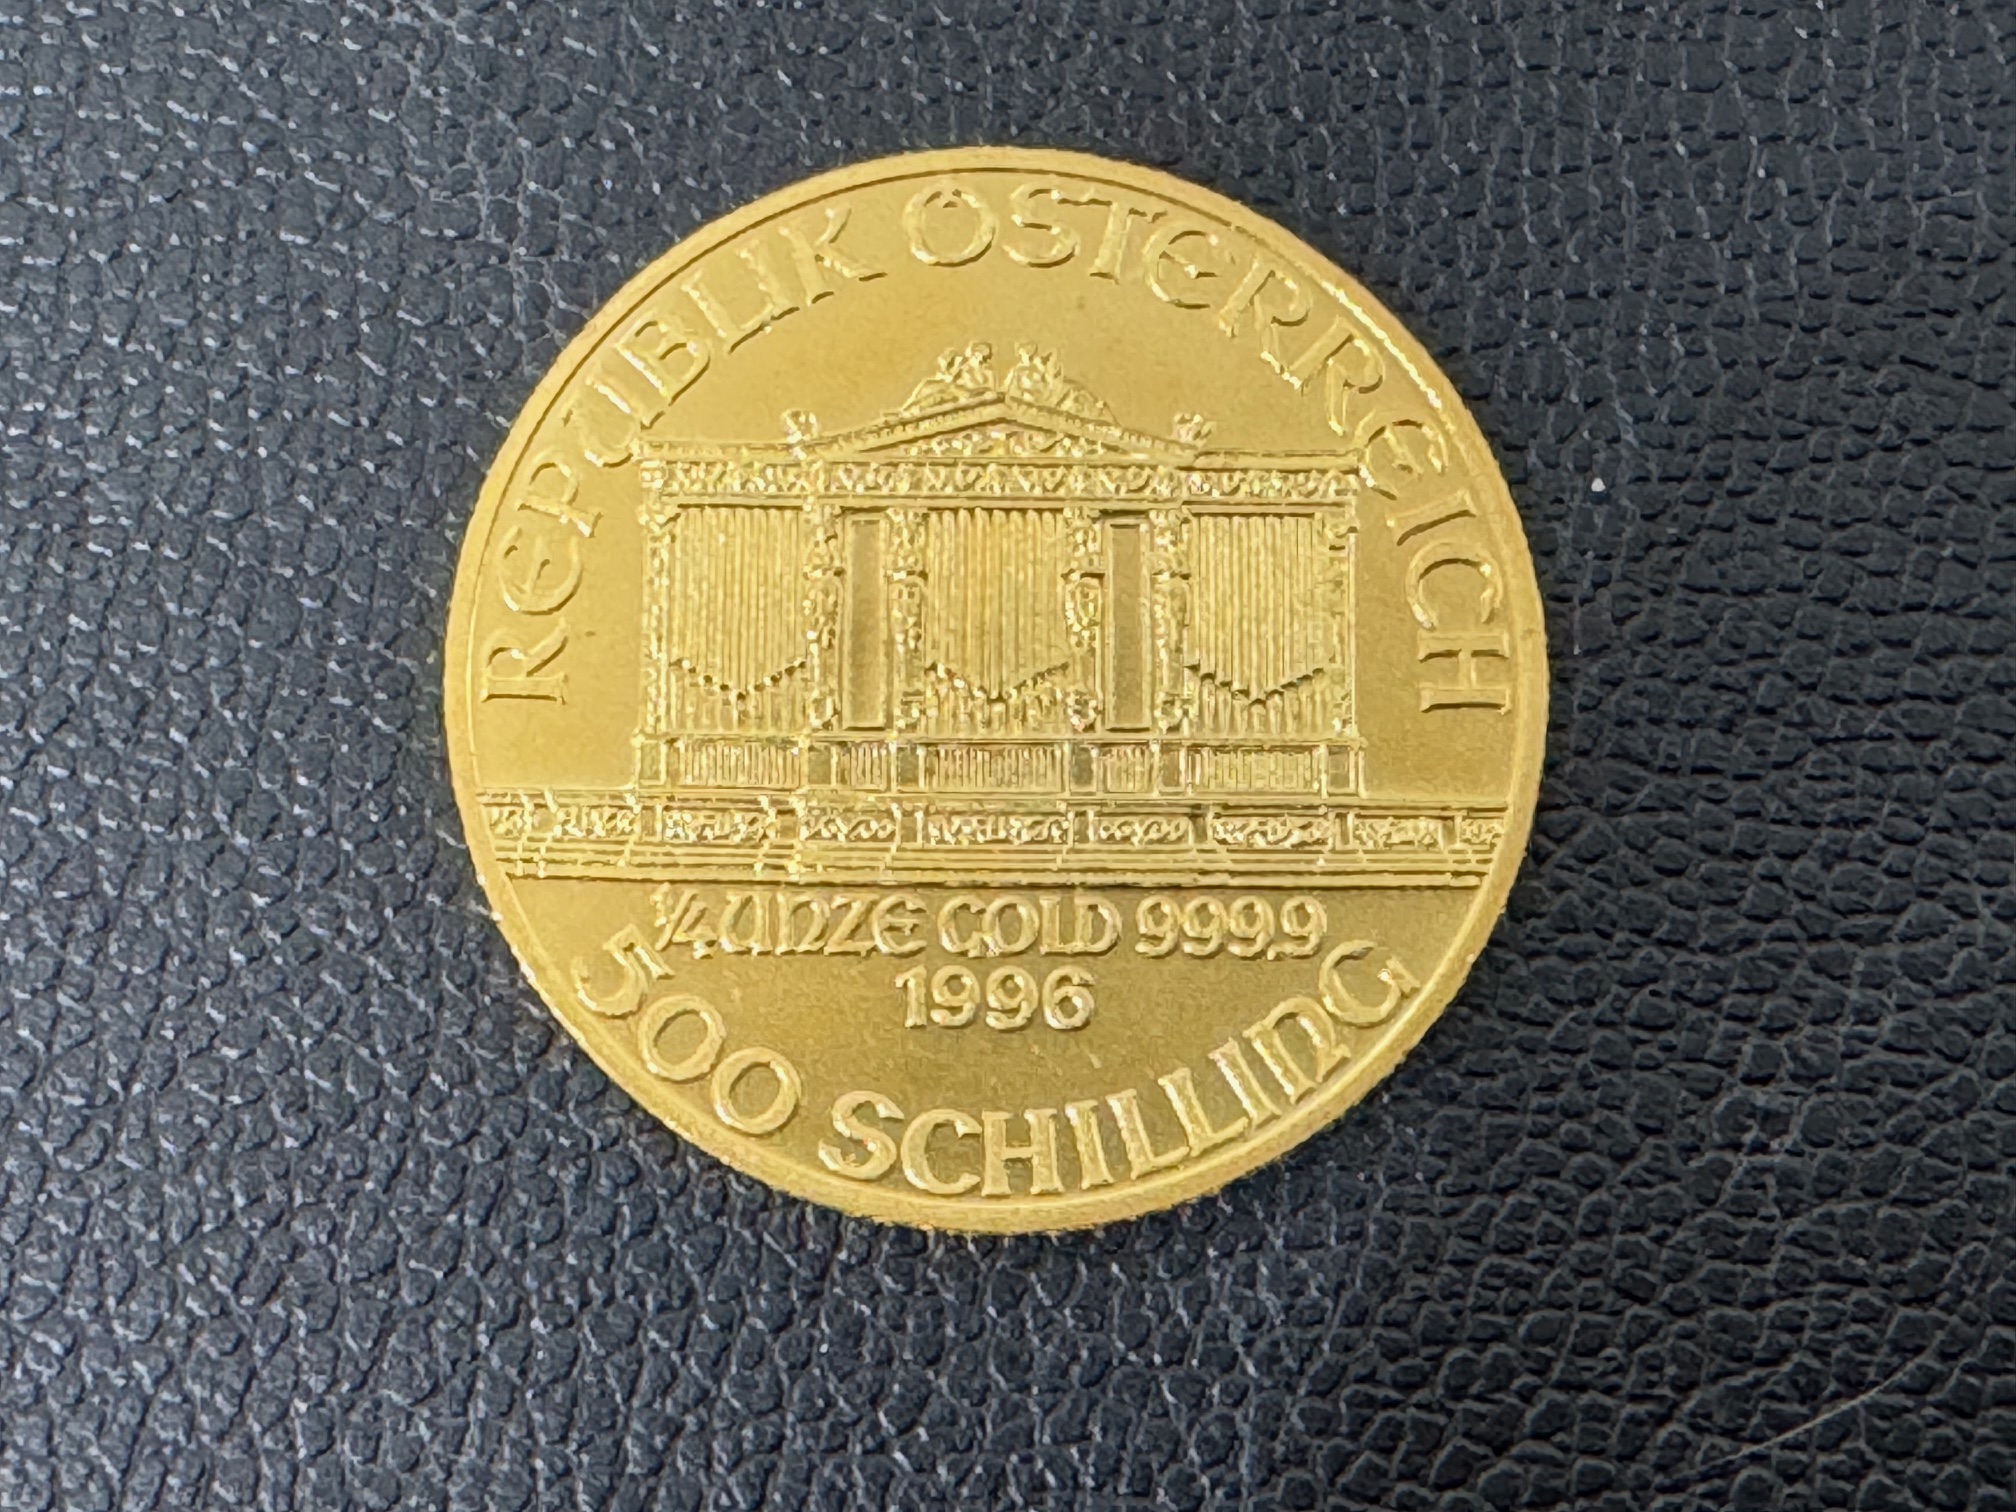 REPUBLIK ÖSTERREICH
1/4 UNZE GOLD 999.9
1996
500 SCHILLING